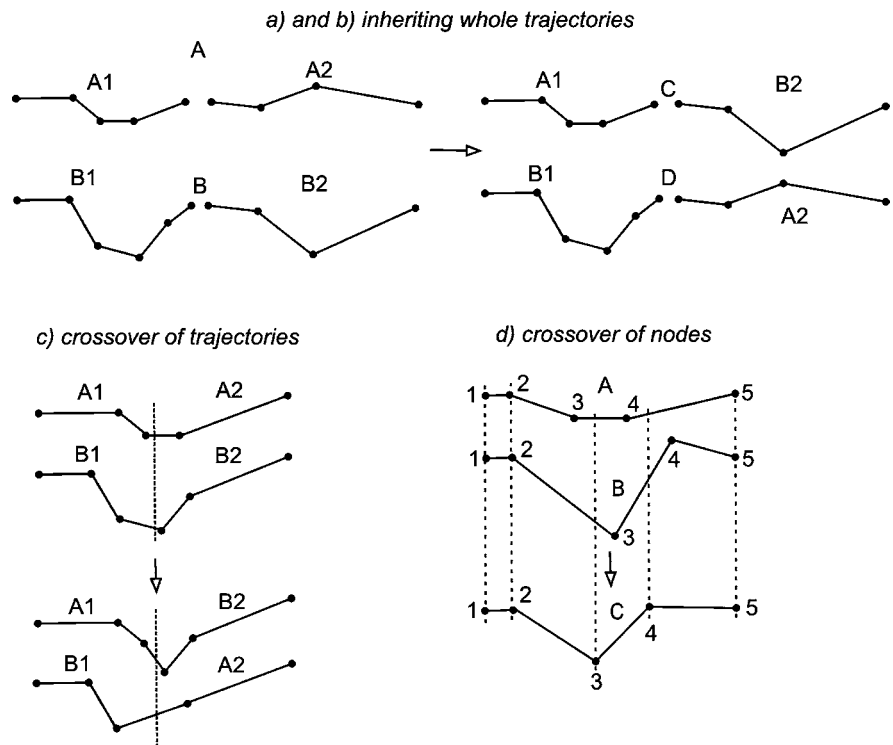 a) and b) inheriting whole trajectories
A
A1
A2
A1
C
B2
B1
B
B2
B1
D
A2
c) crossover of trajectories
d) crossover of nodes
A1
A2
B1
B2
A1
B2
B1
A2
1
2
3
A
4
5
1
2
B
3
4
5
1
2
C
3
4
5